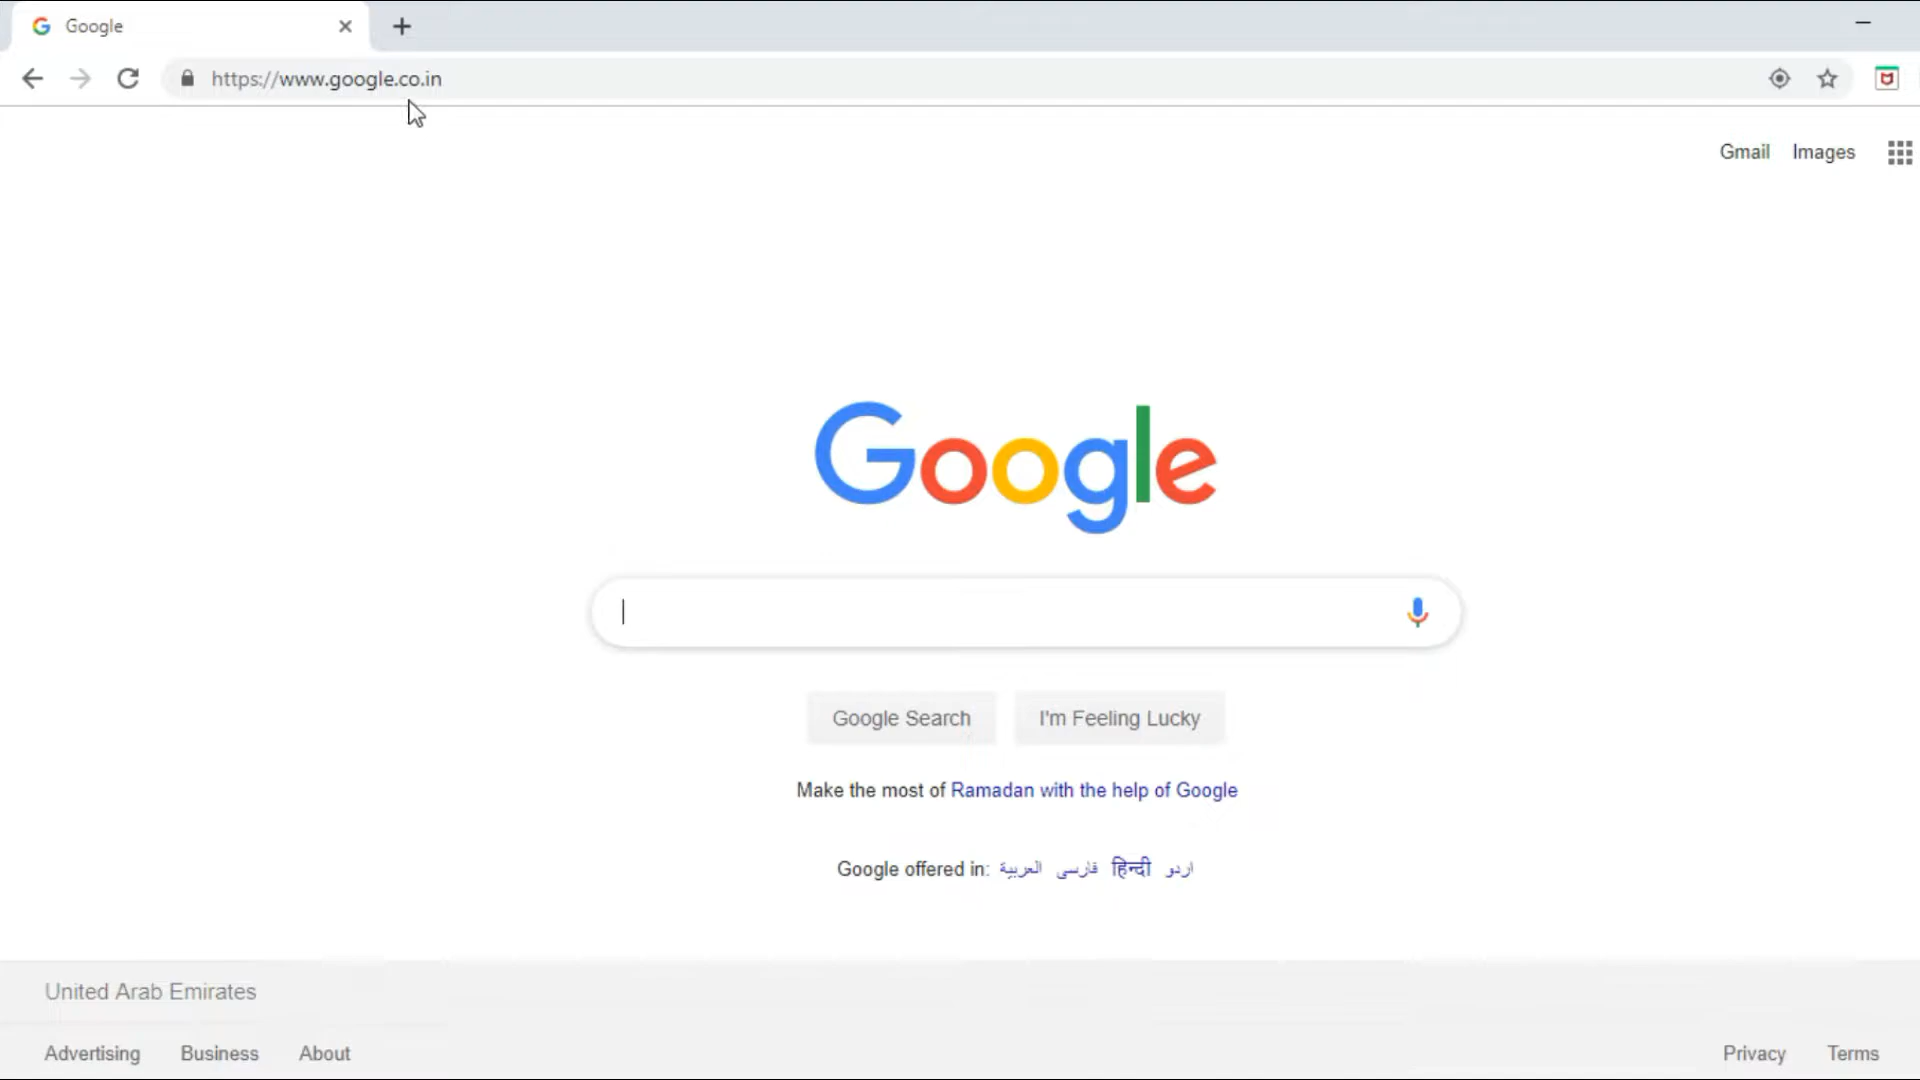 Google
https://www.google.co.in
Gmail Images
Google
Google Search I'm Feeling Lucky
Make the most of Ramadan with the help of Google
Google offered in: العربية فارسی हिन्दी اردو
United Arab Emirates
Advertising Business About Privacy Terms